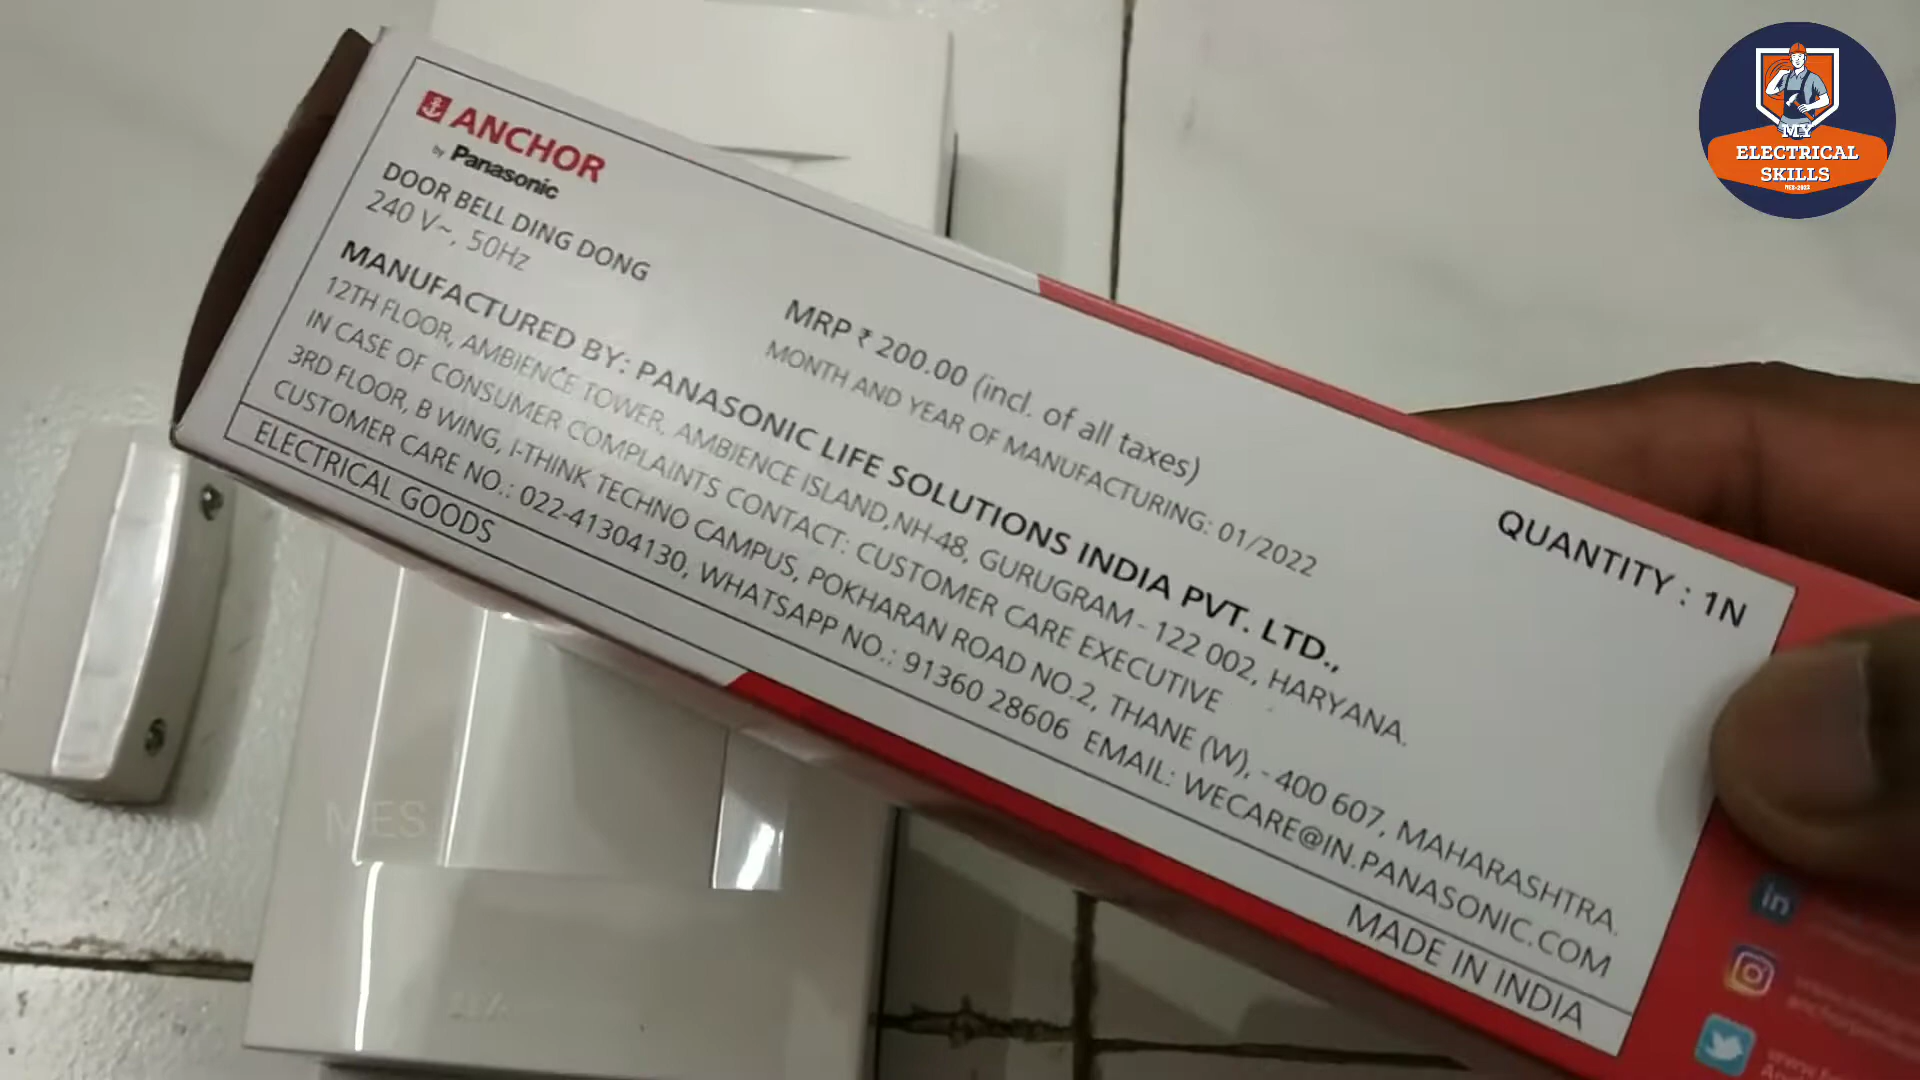 ANCHOR
by Panasonic
DOOR BELL DING DONG
240 V~, 50Hz
MRP ₹ 200.00 (incl. of all taxes)
MONTH AND YEAR OF MANUFACTURING: 01/2022
QUANTITY : 1N
MANUFACTURED BY: PANASONIC LIFE SOLUTIONS INDIA PVT. LTD.,
12TH FLOOR, AMBIENCE TOWER, AMBIENCE ISLAND,NH-48, GURUGRAM - 122 002, HARYANA.
IN CASE OF CONSUMER COMPLAINTS CONTACT: CUSTOMER CARE EXECUTIVE
3RD FLOOR, B WING, I-THINK TECHNO CAMPUS, POKHARAN ROAD NO.2, THANE (W), - 400 607, MAHARASHTRA.
CUSTOMER CARE NO.: 022-41304130, WHATSAPP NO.: 91360 28606 EMAIL: WECARE@IN.PANASONIC.COM
ELECTRICAL GOODS
MADE IN INDIA
in
MES
MY
ELECTRICAL
SKILLS